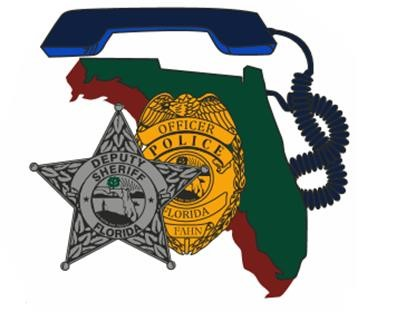 OFFICER
POLICE
FLORIDA
FAHN
DEPUTY
SHERIFF
FLORIDA